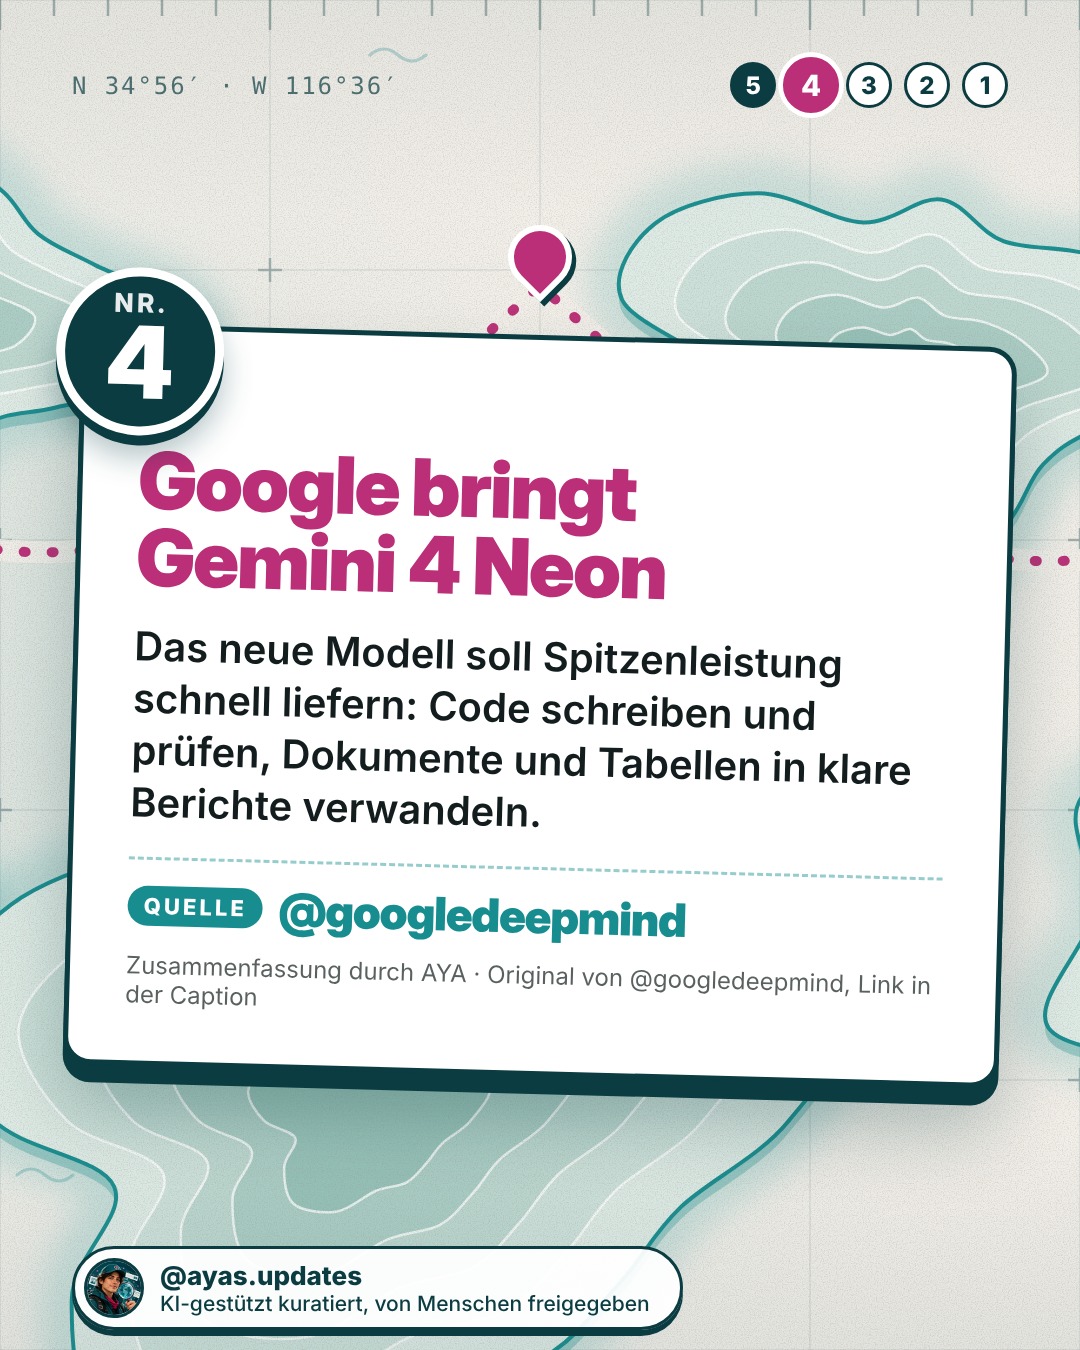 N 34°56′ · W 116°36′
5 4 3 2 1
NR.
4
Google bringt
Gemini 4 Neon
Das neue Modell soll Spitzenleistung
schnell liefern: Code schreiben und
prüfen, Dokumente und Tabellen in klare
Berichte verwandeln.
QUELLE @googledeepmind
Zusammenfassung durch AYA · Original von @googledeepmind, Link in
der Caption
@ayas.updates
KI-gestützt kuratiert, von Menschen freigegeben